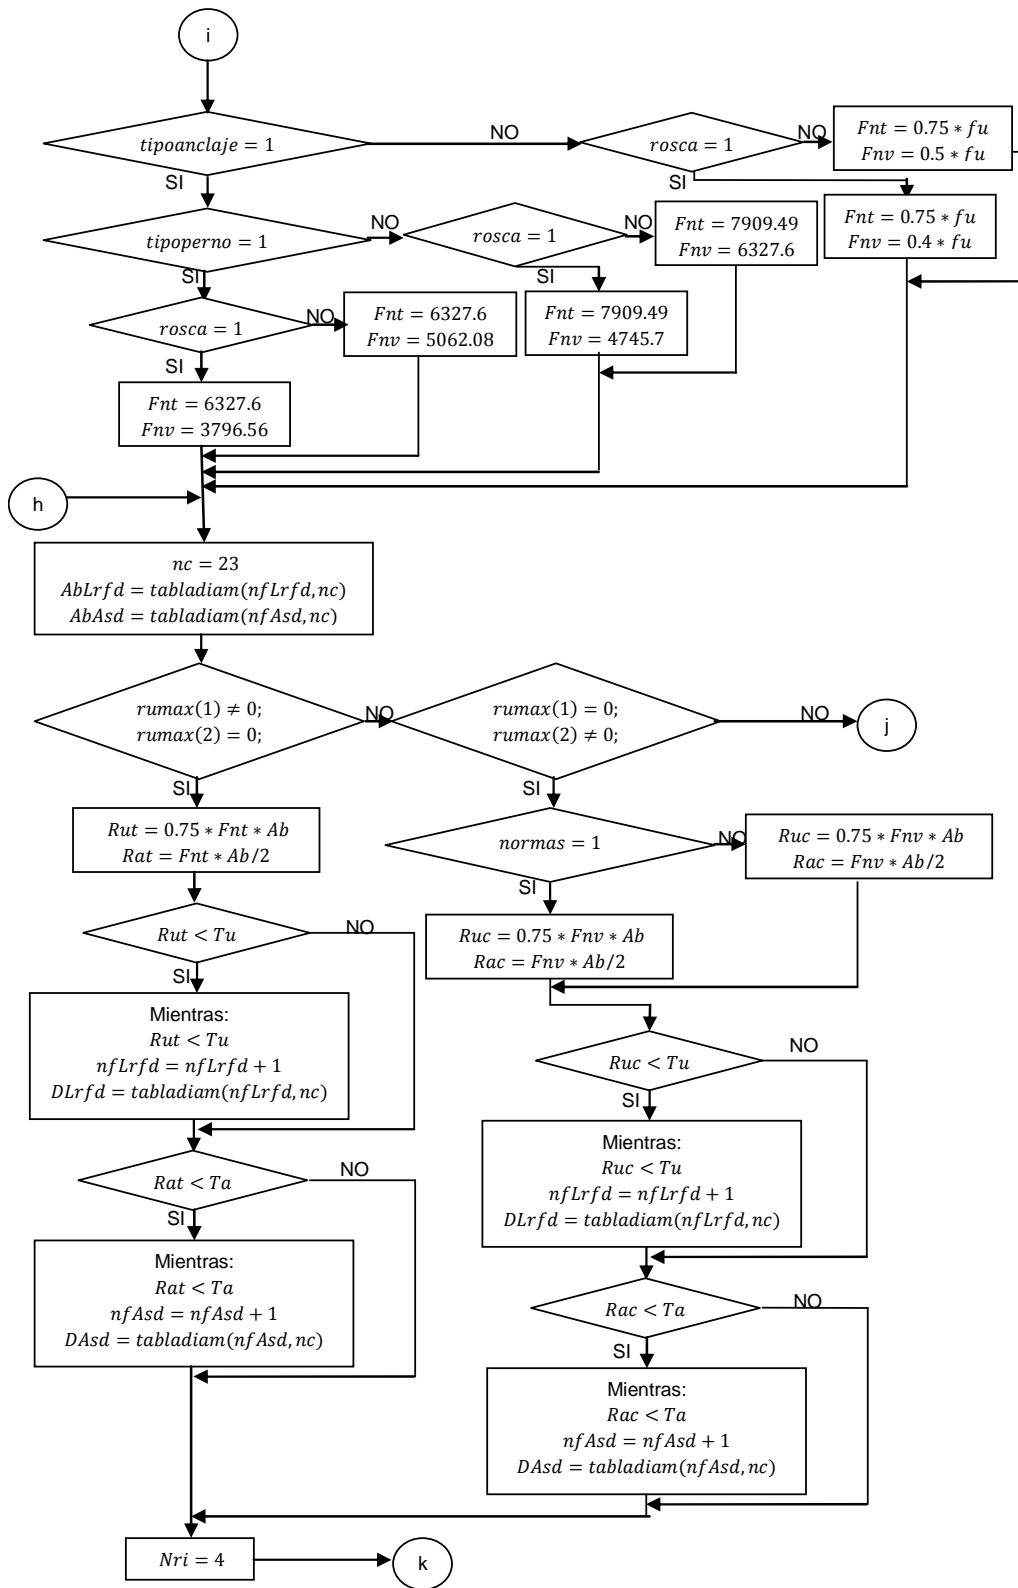 i
tipoanclaje = 1
NO
rosca = 1
NO
Fnt = 0.75 * fu
Fnv = 0.5 * fu
SI
SI
tipoperno = 1
NO
rosca = 1
NO
Fnt = 7909.49
Fnv = 6327.6
Fnt = 0.75 * fu
Fnv = 0.4 * fu
SI
SI
rosca = 1
NO
Fnt = 6327.6
Fnv = 5062.08
Fnt = 7909.49
Fnv = 4745.7
SI
Fnt = 6327.6
Fnv = 3796.56
h
nc = 23
AbLrfd = tabladiam(nfLrfd,nc)
AbAsd = tabladiam(nfAsd,nc)
rumax(1) ≠ 0;
rumax(2) = 0;
NO
rumax(1) = 0;
rumax(2) ≠ 0;
NO
j
SI
SI
Rut = 0.75 * Fnt * Ab
Rat = Fnt * Ab/2
normas = 1
NO
Ruc = 0.75 * Fnv * Ab
Rac = Fnv * Ab/2
SI
Rut < Tu
NO
Ruc = 0.75 * Fnv * Ab
Rac = Fnv * Ab/2
SI
Mientras:
Rut < Tu
nfLrfd = nfLrfd + 1
DLrfd = tabladiam(nfLrfd,nc)
Ruc < Tu
NO
SI
Rat < Ta
NO
Mientras:
Ruc < Tu
nfLrfd = nfLrfd + 1
DLrfd = tabladiam(nfLrfd,nc)
SI
Mientras:
Rat < Ta
nfAsd = nfAsd + 1
DAsd = tabladiam(nfAsd,nc)
Rac < Ta
NO
SI
Mientras:
Rac < Ta
nfAsd = nfAsd + 1
DAsd = tabladiam(nfAsd,nc)
Nri = 4
k